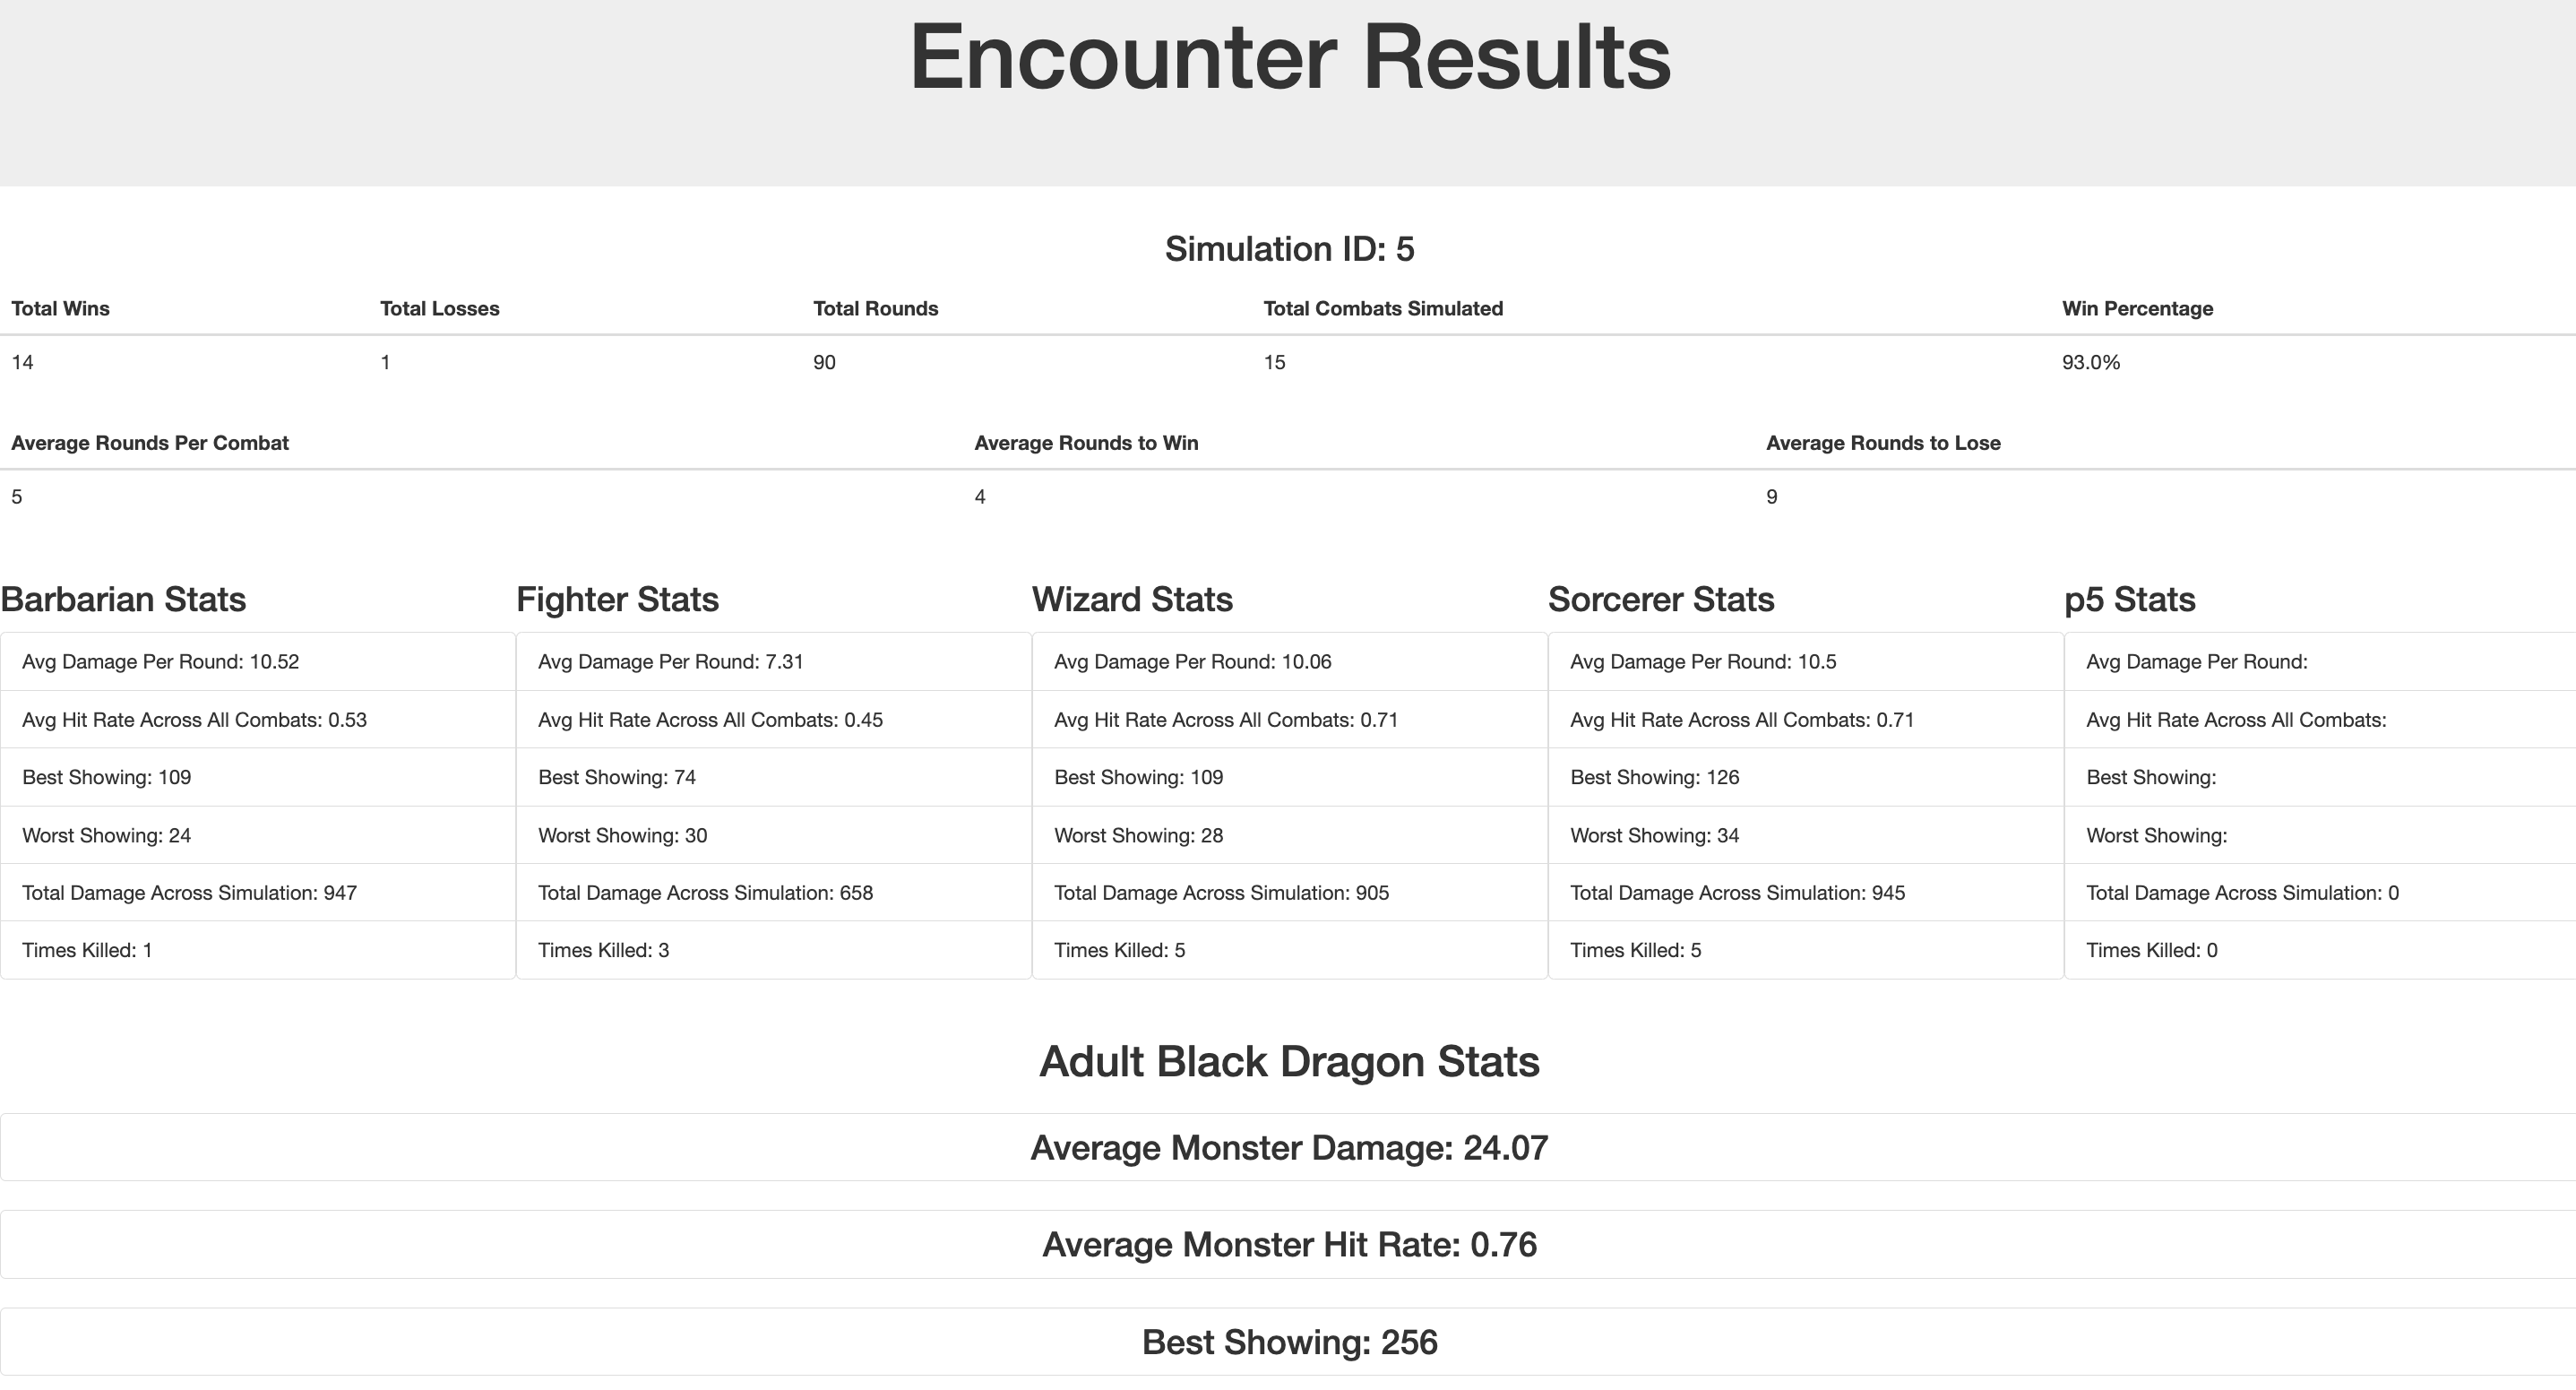 Encounter Results
Simulation ID: 5
Total Wins Total Losses Total Rounds Total Combats Simulated Win Percentage
14 1 90 15 93.0%
Average Rounds Per Combat Average Rounds to Win Average Rounds to Lose
5 4 9
Barbarian Stats Fighter Stats Wizard Stats Sorcerer Stats p5 Stats
Avg Damage Per Round: 10.52 Avg Damage Per Round: 7.31 Avg Damage Per Round: 10.06 Avg Damage Per Round: 10.5 Avg Damage Per Round:
Avg Hit Rate Across All Combats: 0.53 Avg Hit Rate Across All Combats: 0.45 Avg Hit Rate Across All Combats: 0.71 Avg Hit Rate Across All Combats: 0.71 Avg Hit Rate Across All Combats:
Best Showing: 109 Best Showing: 74 Best Showing: 109 Best Showing: 126 Best Showing:
Worst Showing: 24 Worst Showing: 30 Worst Showing: 28 Worst Showing: 34 Worst Showing:
Total Damage Across Simulation: 947 Total Damage Across Simulation: 658 Total Damage Across Simulation: 905 Total Damage Across Simulation: 945 Total Damage Across Simulation: 0
Times Killed: 1 Times Killed: 3 Times Killed: 5 Times Killed: 5 Times Killed: 0
Adult Black Dragon Stats
Average Monster Damage: 24.07
Average Monster Hit Rate: 0.76
Best Showing: 256